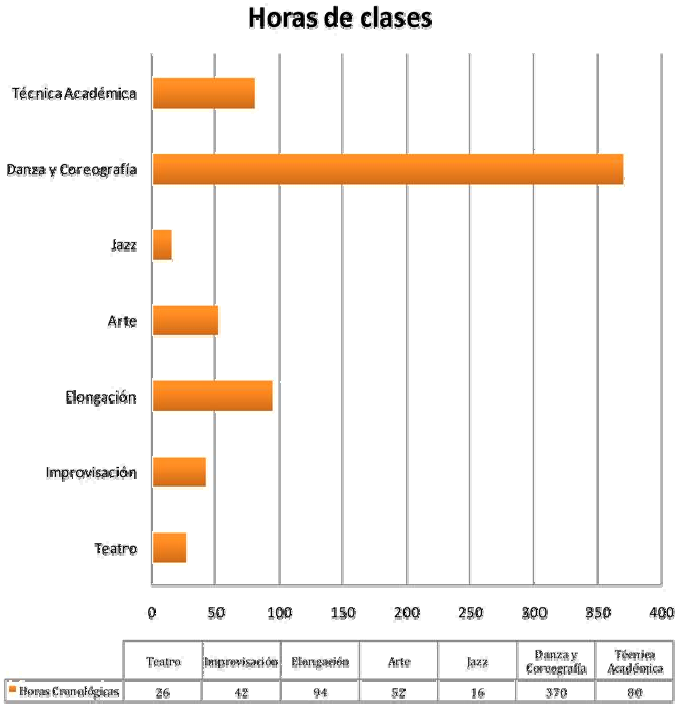 Horas de clases
Técnica Académica
Danza y Coreografía
Jazz
Arte
Elongación
Improvisación
Teatro
0 50 100 150 200 250 300 350 400
Teatro Improvisación Elongación Arte Jazz Danza y Coreografía Técnica Académica
Horas Cronológicas 26 42 94 52 16 370 80